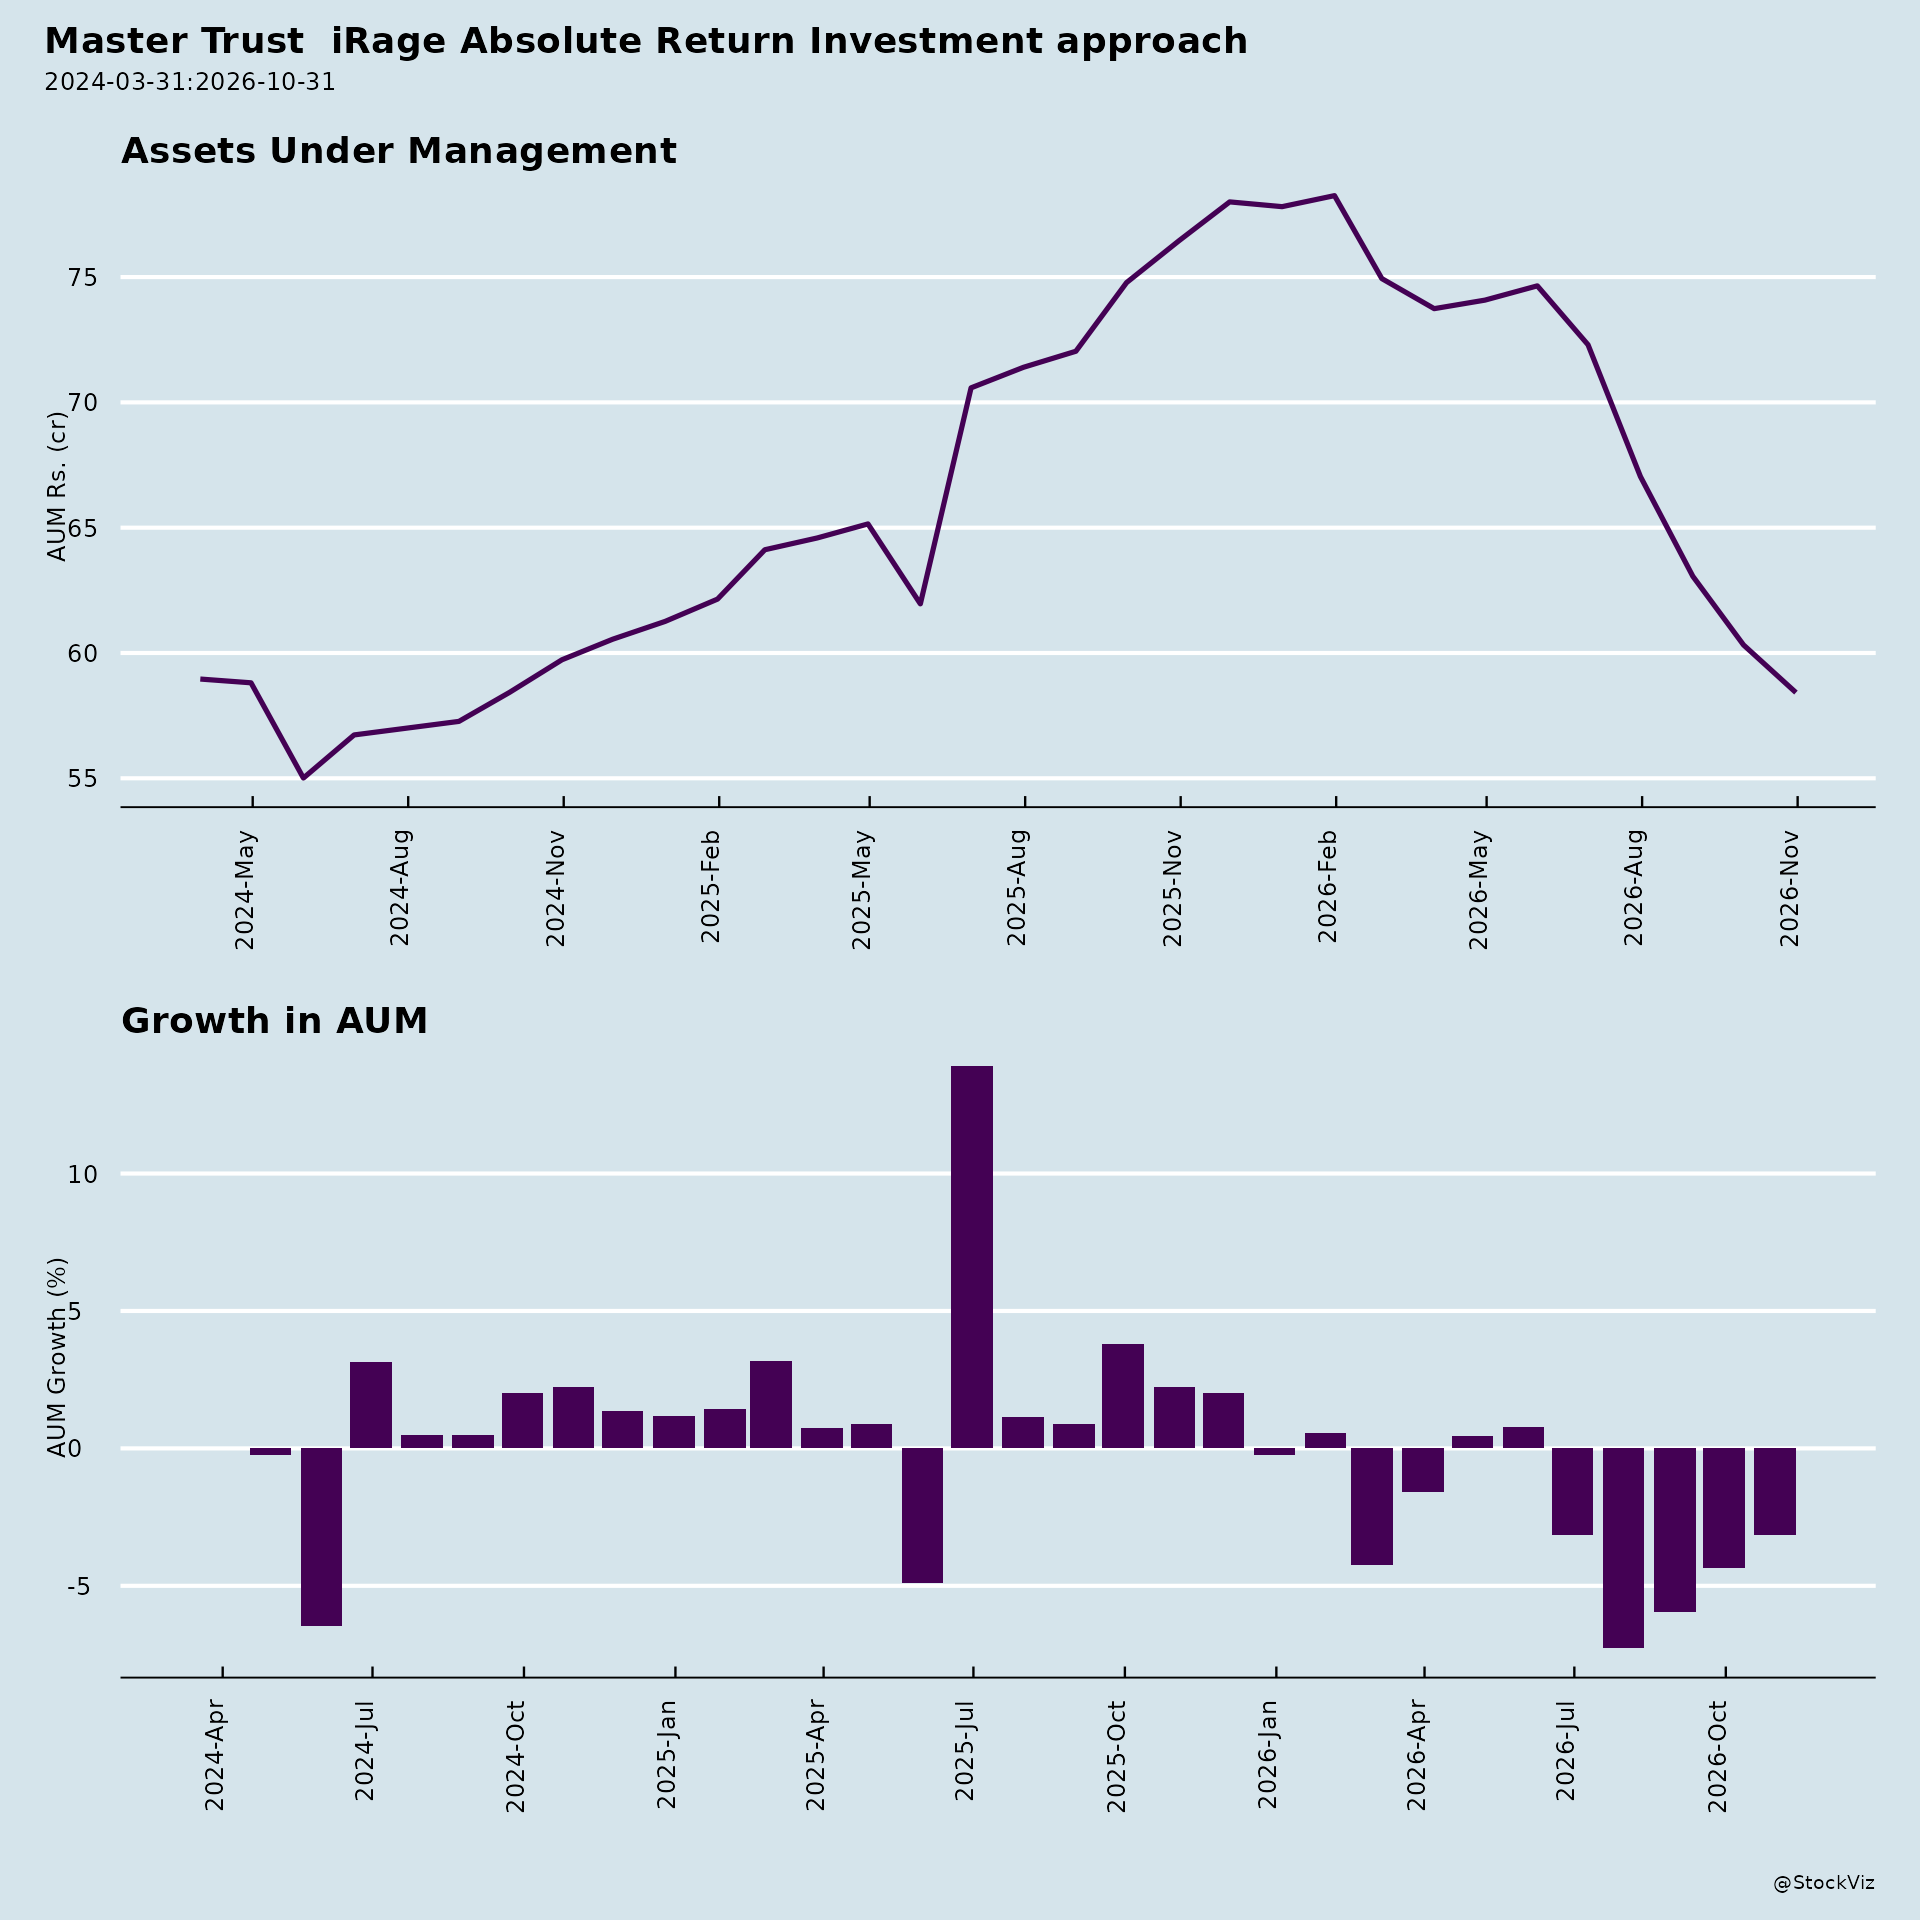 Master Trust  iRage Absolute Return Investment approach
2024-03-31:2026-10-31
Assets Under Management
AUM Rs. (cr)
75
70
65
60
55
2024-May
2024-Aug
2024-Nov
2025-Feb
2025-May
2025-Aug
2025-Nov
2026-Feb
2026-May
2026-Aug
2026-Nov
Growth in AUM
AUM Growth (%)
10
5
0
-5
2024-Apr
2024-Jul
2024-Oct
2025-Jan
2025-Apr
2025-Jul
2025-Oct
2026-Jan
2026-Apr
2026-Jul
2026-Oct
@StockViz